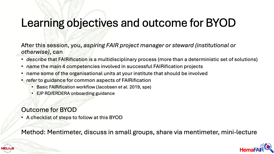 Learning objectives and outcome for BYOD
After this session, you, aspiring FAIR project manager or steward (institutional or
otherwise), can
• describe that FAIRification is a multidisciplinary process (more than a deterministic set of solutions)
• name the main 4 competencies involved in successful FAIRification projects
• name some of the organisational units at your institute that should be involved
• refer to guidance for common aspects of FAIRification
• Basic FAIRification workflow (Jacobsen et al. 2019, spe)
• EJP RD/ERDERA onboarding guidance
Outcome for BYOD
• A checklist of steps to follow at this BYOD
Method: Mentimeter, discuss in small groups, share via mentimeter, mini-lecture
HELIS